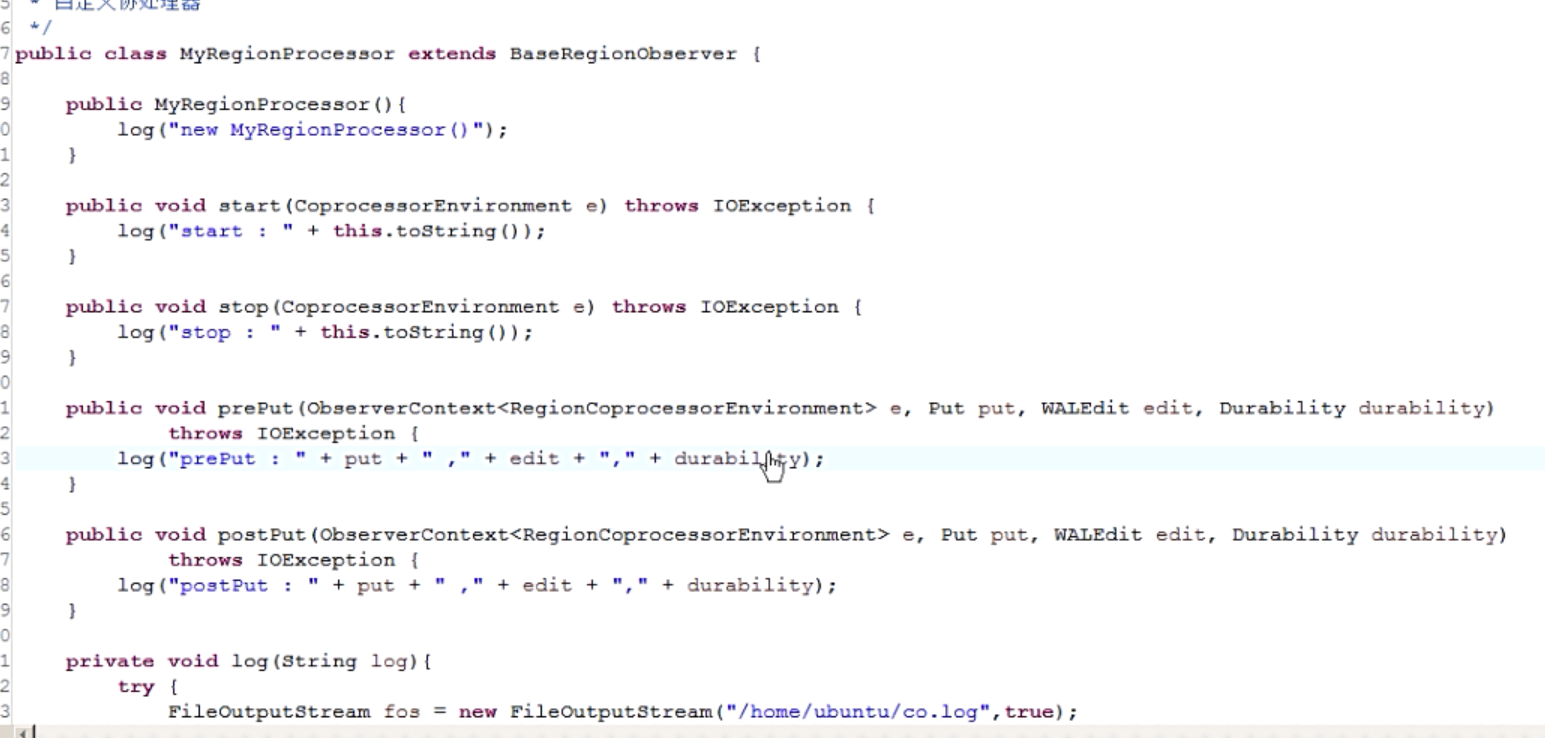 5 * 自定义协处理器
6 */
7 public class MyRegionProcessor extends BaseRegionObserver {
8
9 public MyRegionProcessor(){
0 log("new MyRegionProcessor()");
1 }
2
3 public void start(CoprocessorEnvironment e) throws IOException {
4 log("start : " + this.toString());
5 }
6
7 public void stop(CoprocessorEnvironment e) throws IOException {
8 log("stop : " + this.toString());
9 }
0
1 public void prePut(ObserverContext<RegionCoprocessorEnvironment> e, Put put, WALEdit edit, Durability durability)
2 throws IOException {
3 log("prePut : " + put + " ," + edit + "," + durability);
4 }
5
6 public void postPut(ObserverContext<RegionCoprocessorEnvironment> e, Put put, WALEdit edit, Durability durability)
7 throws IOException {
8 log("postPut : " + put + " ," + edit + "," + durability);
9 }
0
1 private void log(String log){
2 try {
3 FileOutputStream fos = new FileOutputStream("/home/ubuntu/co.log",true);